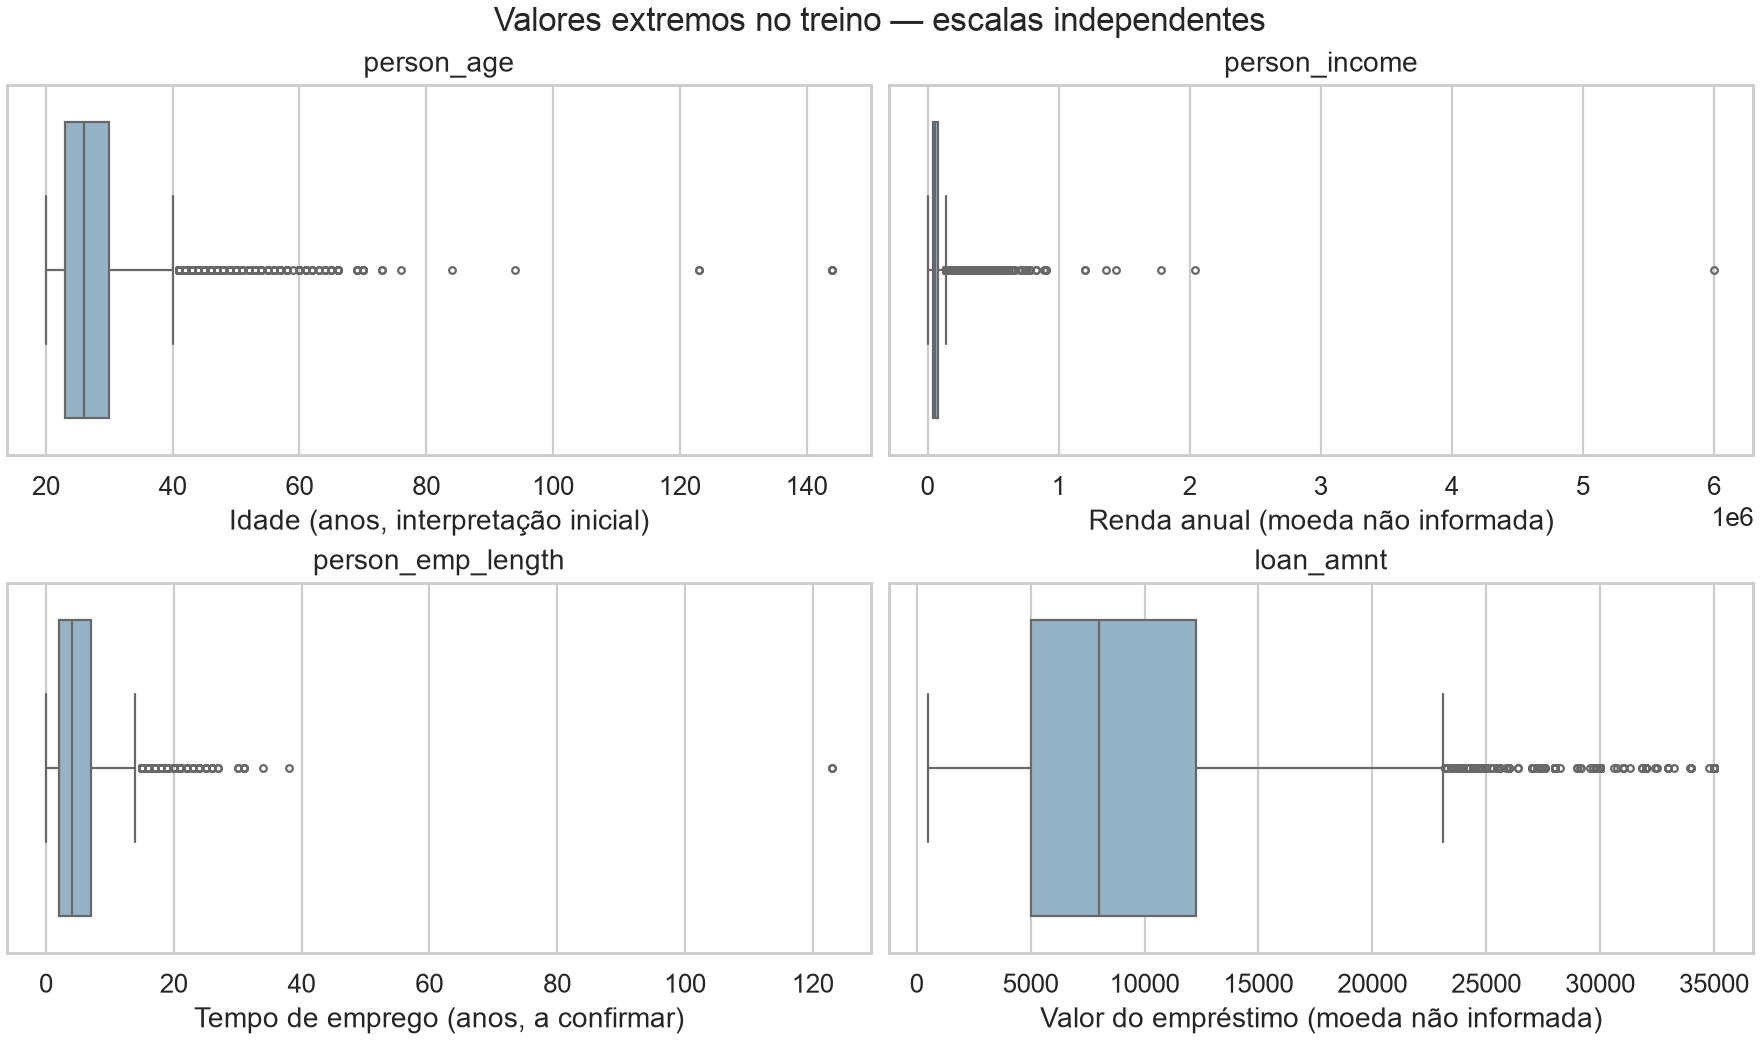 Valores extremos no treino — escalas independentes
person_age
20 40 60 80 100 120 140
Idade (anos, interpretação inicial)
person_income
0 1 2 3 4 5 6
1e6
Renda anual (moeda não informada)
person_emp_length
0 20 40 60 80 100 120
Tempo de emprego (anos, a confirmar)
loan_amnt
0 5000 10000 15000 20000 25000 30000 35000
Valor do empréstimo (moeda não informada)